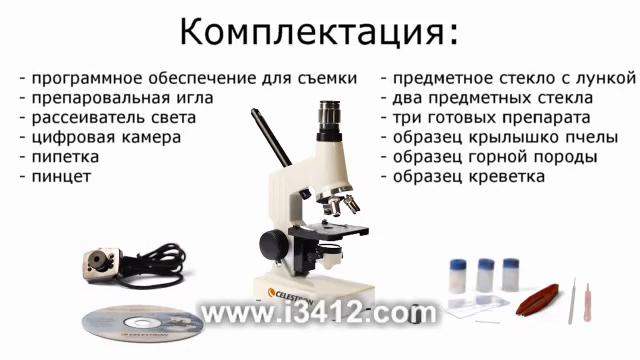 Комплектация:
- программное обеспечение для съемки
- препаровальная игла
- рассеиватель света
- цифровая камера
- пипетка
- пинцет
- предметное стекло с лункой
- два предметных стекла
- три готовых препарата
- образец крылышко пчелы
- образец горной породы
- образец креветка
CELESTRON
www.i3412.com